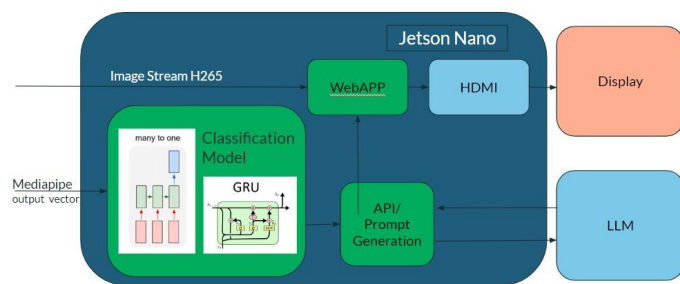 Jetson Nano
Image Stream H265
WebAPP
HDMI
Display
many to one
Classification
Model
GRU
Mediapipe
output vector
API/
Prompt
Generation
LLM